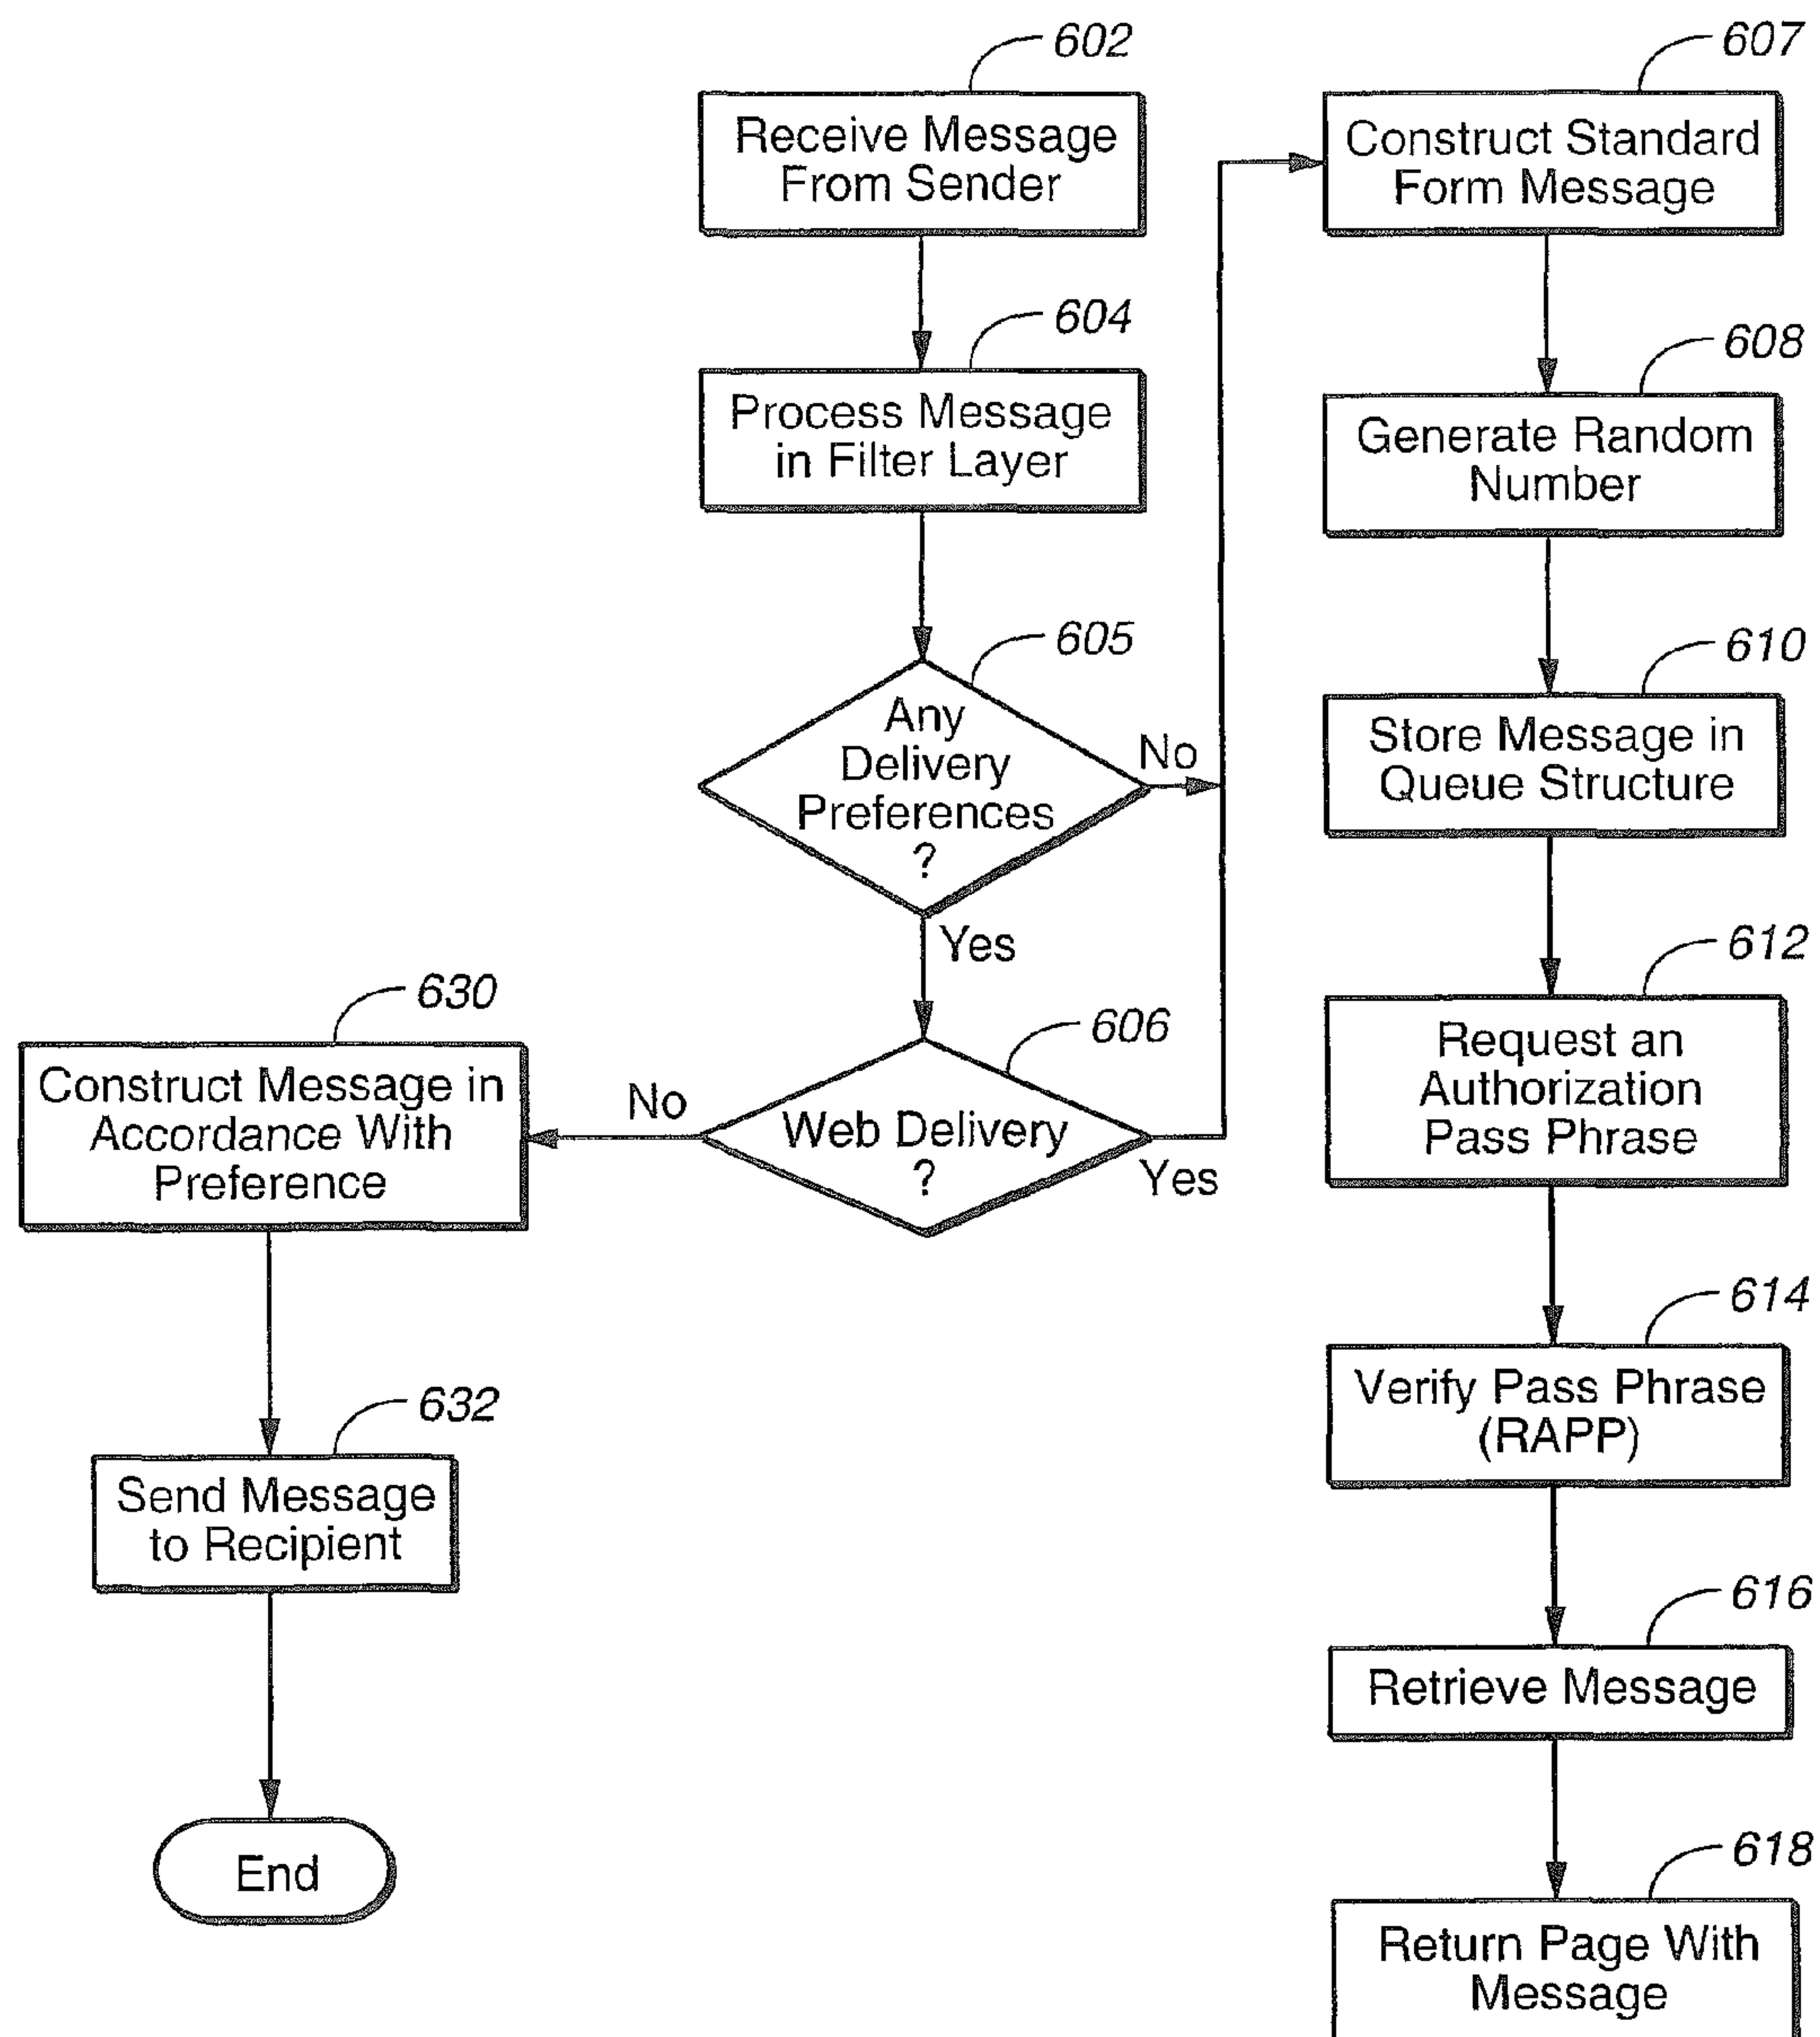 602
Receive Message
From Sender
604
Process Message
in Filter Layer
605
Any
Delivery
Preferences
?
No
Yes
606
Web Delivery
?
No
Yes
630
Construct Message in
Accordance With
Preference
632
Send Message
to Recipient
End
607
Construct Standard
Form Message
608
Generate Random
Number
610
Store Message in
Queue Structure
612
Request an
Authorization
Pass Phrase
614
Verify Pass Phrase
(RAPP)
616
Retrieve Message
618
Return Page With
Message